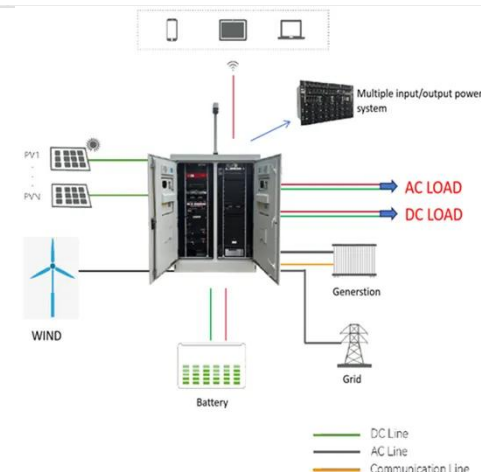 Multiple input/output power
system
PV1
PVN
AC LOAD
DC LOAD
WIND
Generstion
Grid
Battery
DC Line
AC Line
Communication Line